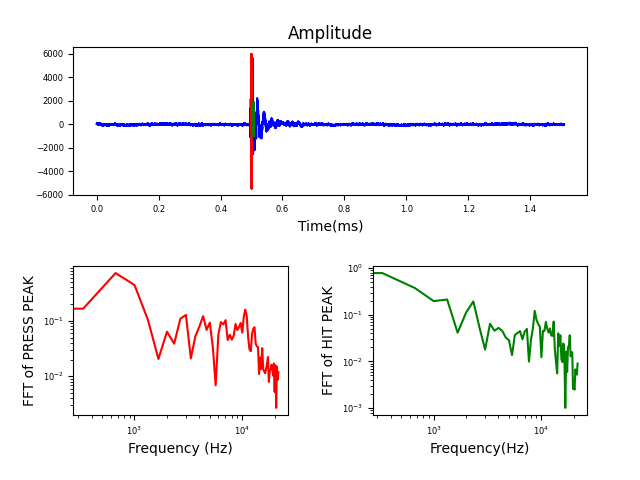 Amplitude
6000
4000
2000
0
−2000
−4000
−6000
0.0 0.2 0.4 0.6 0.8 1.0 1.2 1.4
Time(ms)
FFT of PRESS PEAK
10⁻¹
10⁻²
10³ 10⁴
Frequency (Hz)
FFT of HIT PEAK
10⁰
10⁻¹
10⁻²
10⁻³
10³ 10⁴
Frequency(Hz)